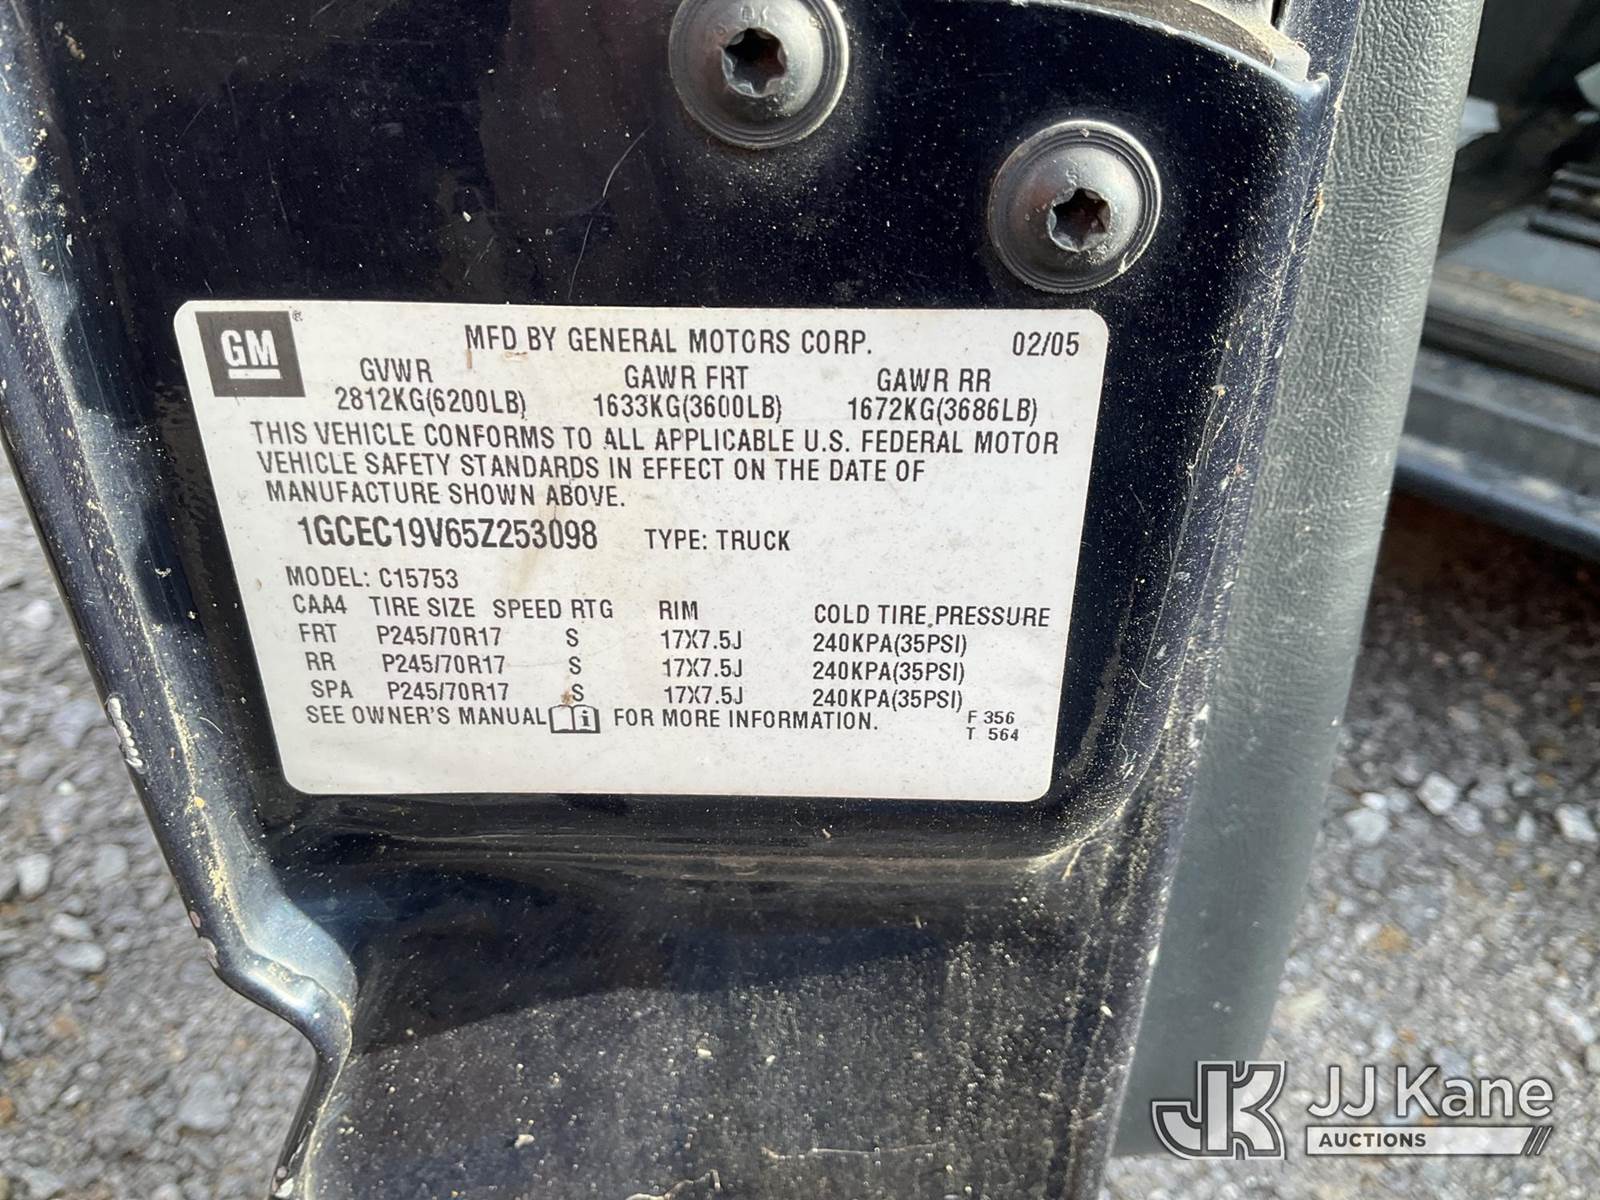 GM ® MFD BY GENERAL MOTORS CORP. 02/05
GVWR GAWR FRT GAWR RR
2812KG(6200LB) 1633KG(3600LB) 1672KG(3686LB)
THIS VEHICLE CONFORMS TO ALL APPLICABLE U.S. FEDERAL MOTOR
VEHICLE SAFETY STANDARDS IN EFFECT ON THE DATE OF
MANUFACTURE SHOWN ABOVE.
1GCEC19V65Z253098 TYPE: TRUCK
MODEL: C15753
CAA4 TIRE SIZE SPEED RTG RIM COLD TIRE PRESSURE
FRT P245/70R17 S 17X7.5J 240KPA(35PSI)
RR P245/70R17 S 17X7.5J 240KPA(35PSI)
SPA P245/70R17 S 17X7.5J 240KPA(35PSI)
SEE OWNER'S MANUAL i FOR MORE INFORMATION. F 356
T 564
JK JJ Kane
AUCTIONS